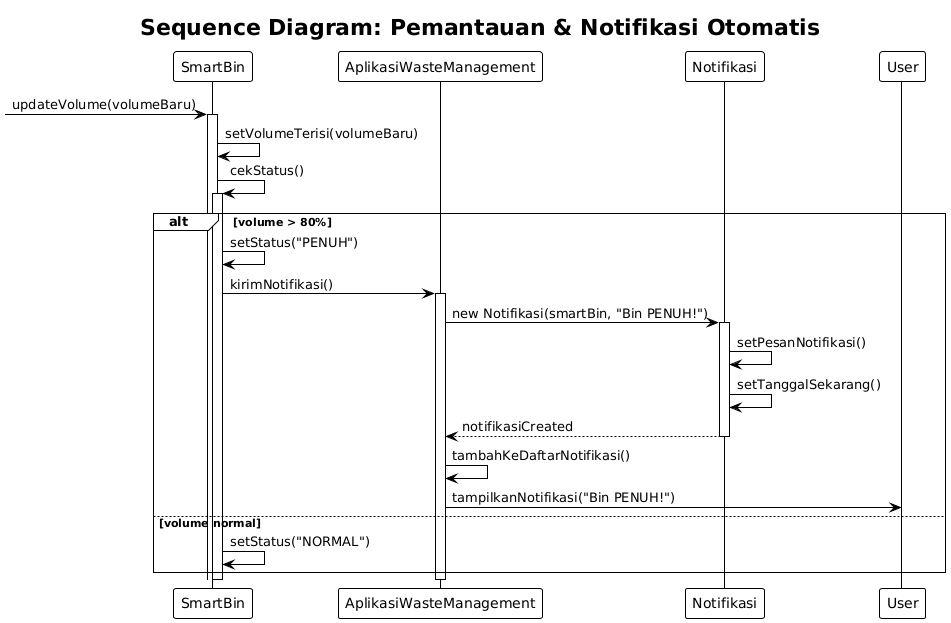 Sequence Diagram: Pemantauan & Notifikasi Otomatis
SmartBin
AplikasiWasteManagement
Notifikasi
User
updateVolume(volumeBaru)
setVolumeTerisi(volumeBaru)
cekStatus()
alt
[volume > 80%]
setStatus("PENUH")
kirimNotifikasi()
new Notifikasi(smartBin, "Bin PENUH!")
setPesanNotifikasi()
setTanggalSekarang()
notifikasiCreated
tambahKeDaftarNotifikasi()
tampilkanNotifikasi("Bin PENUH!")
[volume normal]
setStatus("NORMAL")
SmartBin
AplikasiWasteManagement
Notifikasi
User